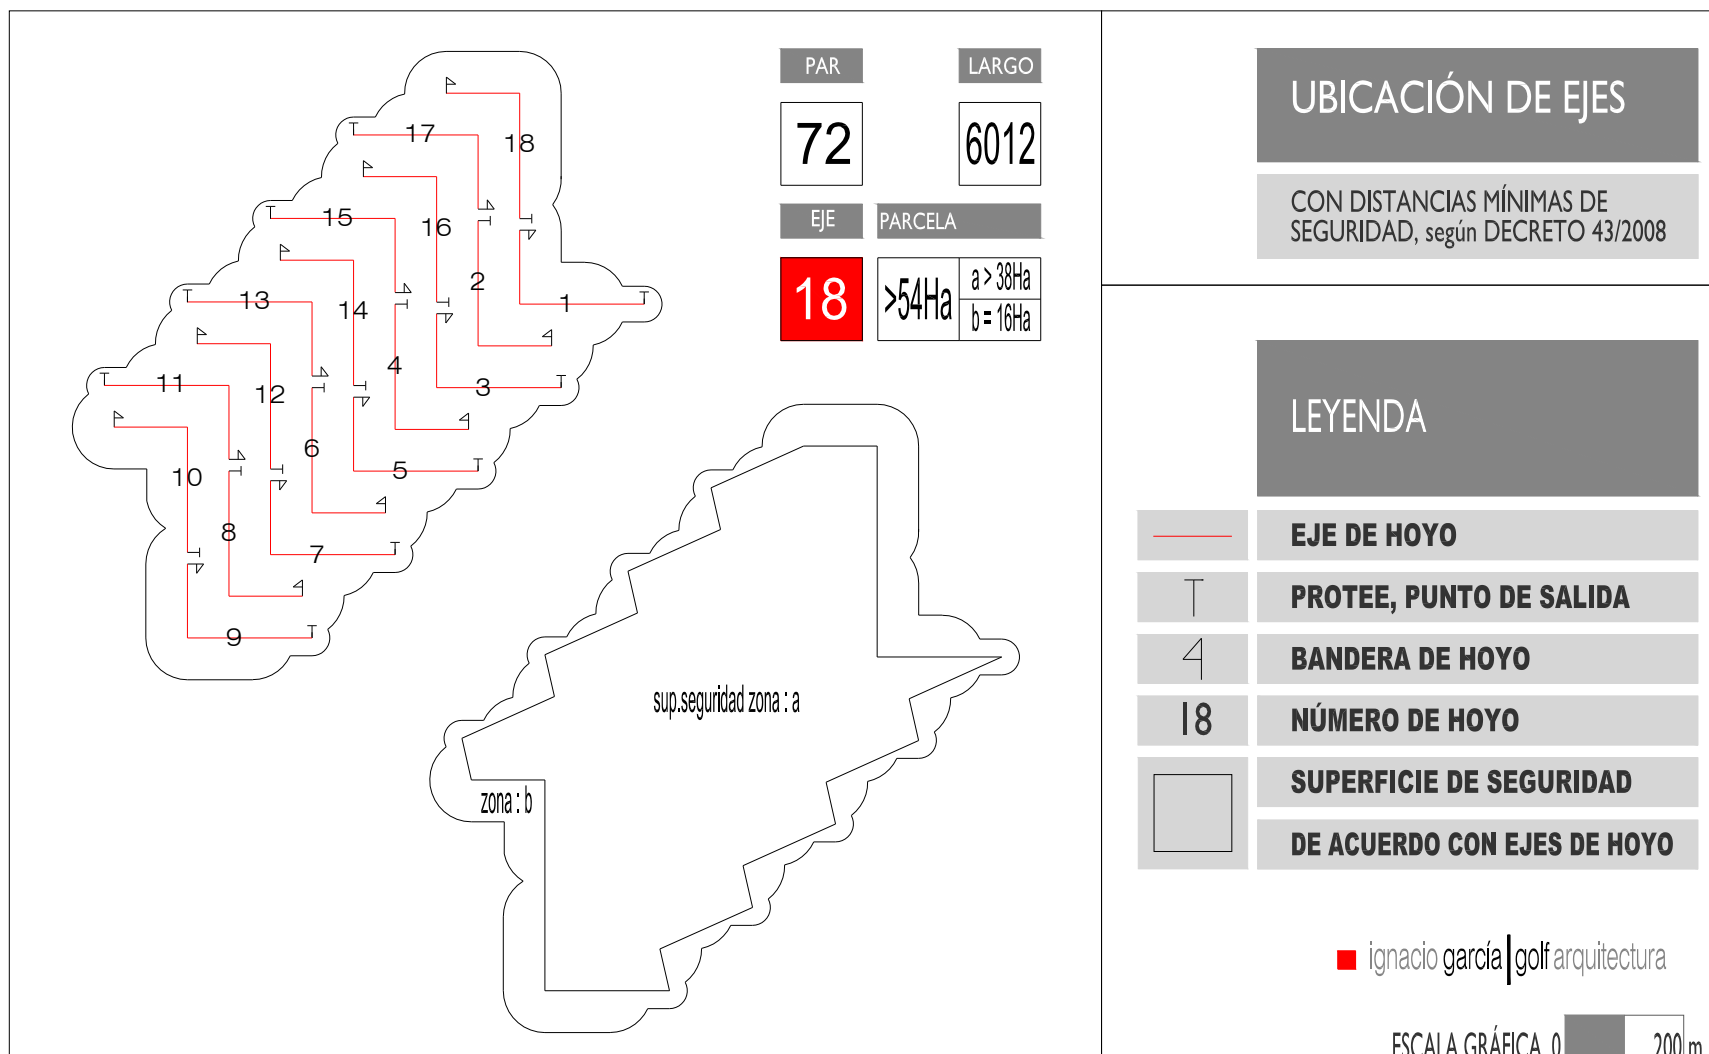 PAR
LARGO
72
6012
EJE
PARCELA
18
>54Ha
a > 38Ha
b = 16Ha
17
18
15
16
13
14
2
1
11
12
4
3
10
6
5
8
7
9
sup.seguridad zona : a
zona : b
UBICACIÓN DE EJES
CON DISTANCIAS MÍNIMAS DE
SEGURIDAD, según DECRETO 43/2008
LEYENDA
EJE DE HOYO
PROTEE, PUNTO DE SALIDA
BANDERA DE HOYO
18
NÚMERO DE HOYO
SUPERFICIE DE SEGURIDAD
DE ACUERDO CON EJES DE HOYO
ignacio garcía | golf arquitectura
ESCALA GRÁFICA 0 200 m